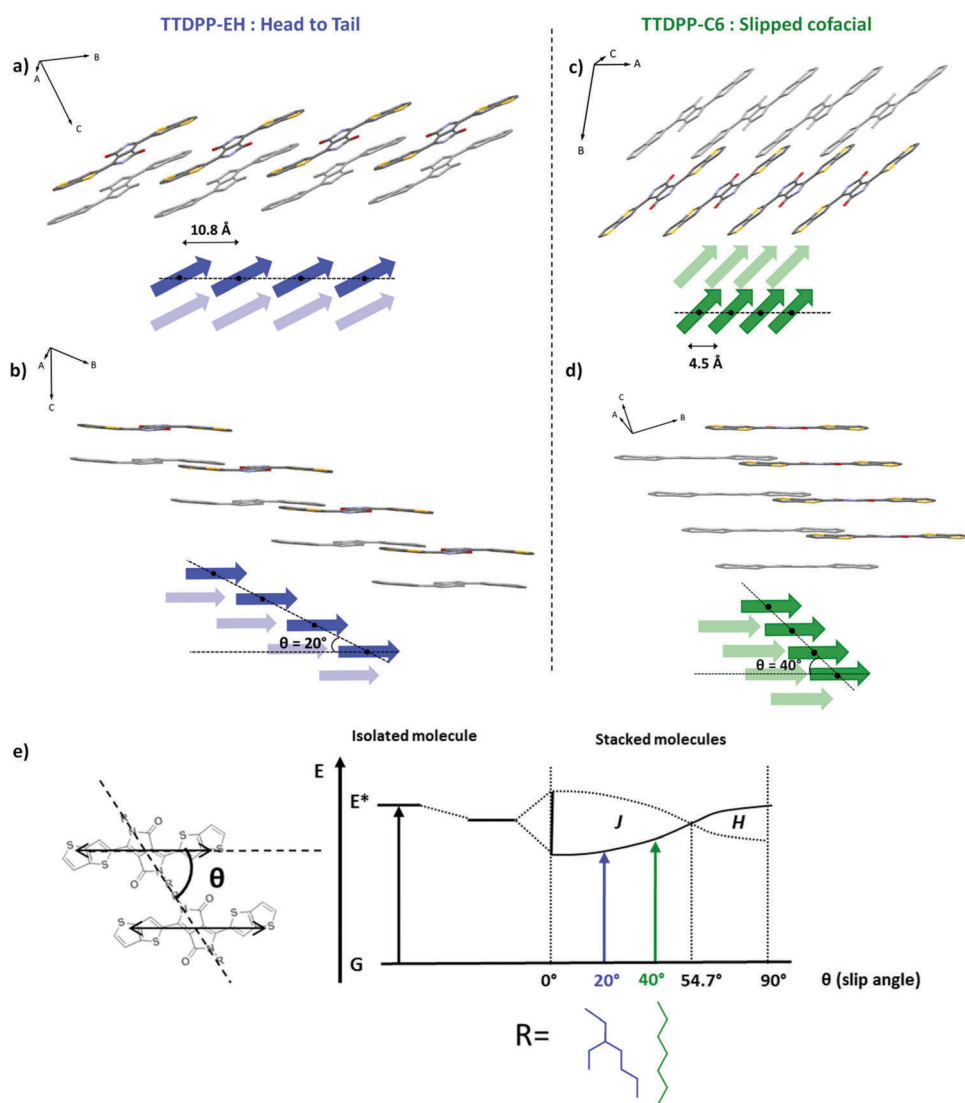 TTDPP-EH : Head to Tail
TTDPP-C6 : Slipped cofacial
a)
A
B
C
10.8 Å
c)
C
A
B
4.5 Å
b)
A
B
C
θ = 20°
d)
C
A
B
θ = 40°
e)
S
S
N
R
O
O
N
R
S
S
θ
S
S
R
N
O
O
N
R
S
S
Isolated molecule
Stacked molecules
E
E*
J
H
G
0°
20°
40°
54.7°
90°
θ (slip angle)
R=